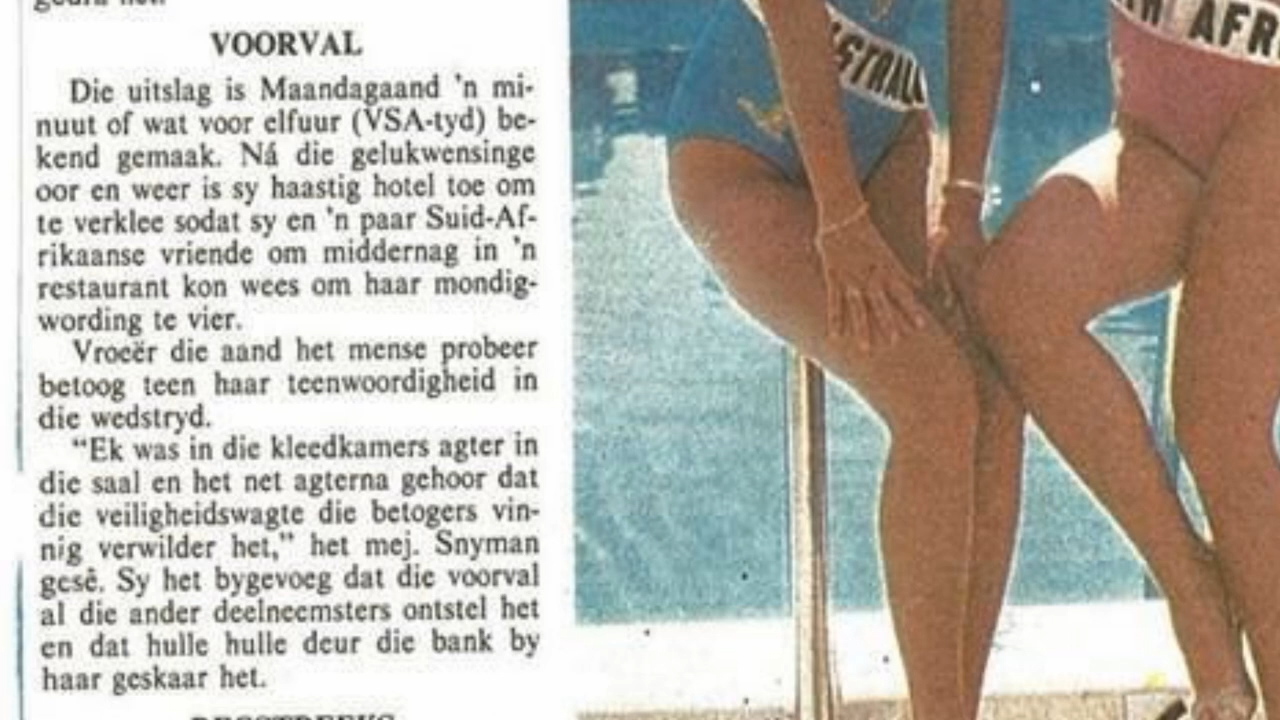 VOORVAL
Die uitslag is Maandagaand 'n mi-
nuut of wat voor elfuur (VSA-tyd) be-
kend gemaak. Ná die gelukwensinge
oor en weer is sy haastig hotel toe om
te verklee sodat sy en 'n paar Suid-Af-
rikaanse vriende om middernag in 'n
restaurant kon wees om haar mondig-
wording te vier.
Vroeër die aand het mense probeer
betoog teen haar teenwoordigheid in
die wedstryd.
“Ek was in die kleedkamers agter in
die saal en het net agterna gehoor dat
die veiligheidswagte die betogers vin-
nig verwilder het,” het mej. Snyman
gesê. Sy het bygevoeg dat die voorval
al die ander deelneemsters ontstel het
en dat hulle hulle deur die bank by
haar geskaar het.
STRAL
AFR